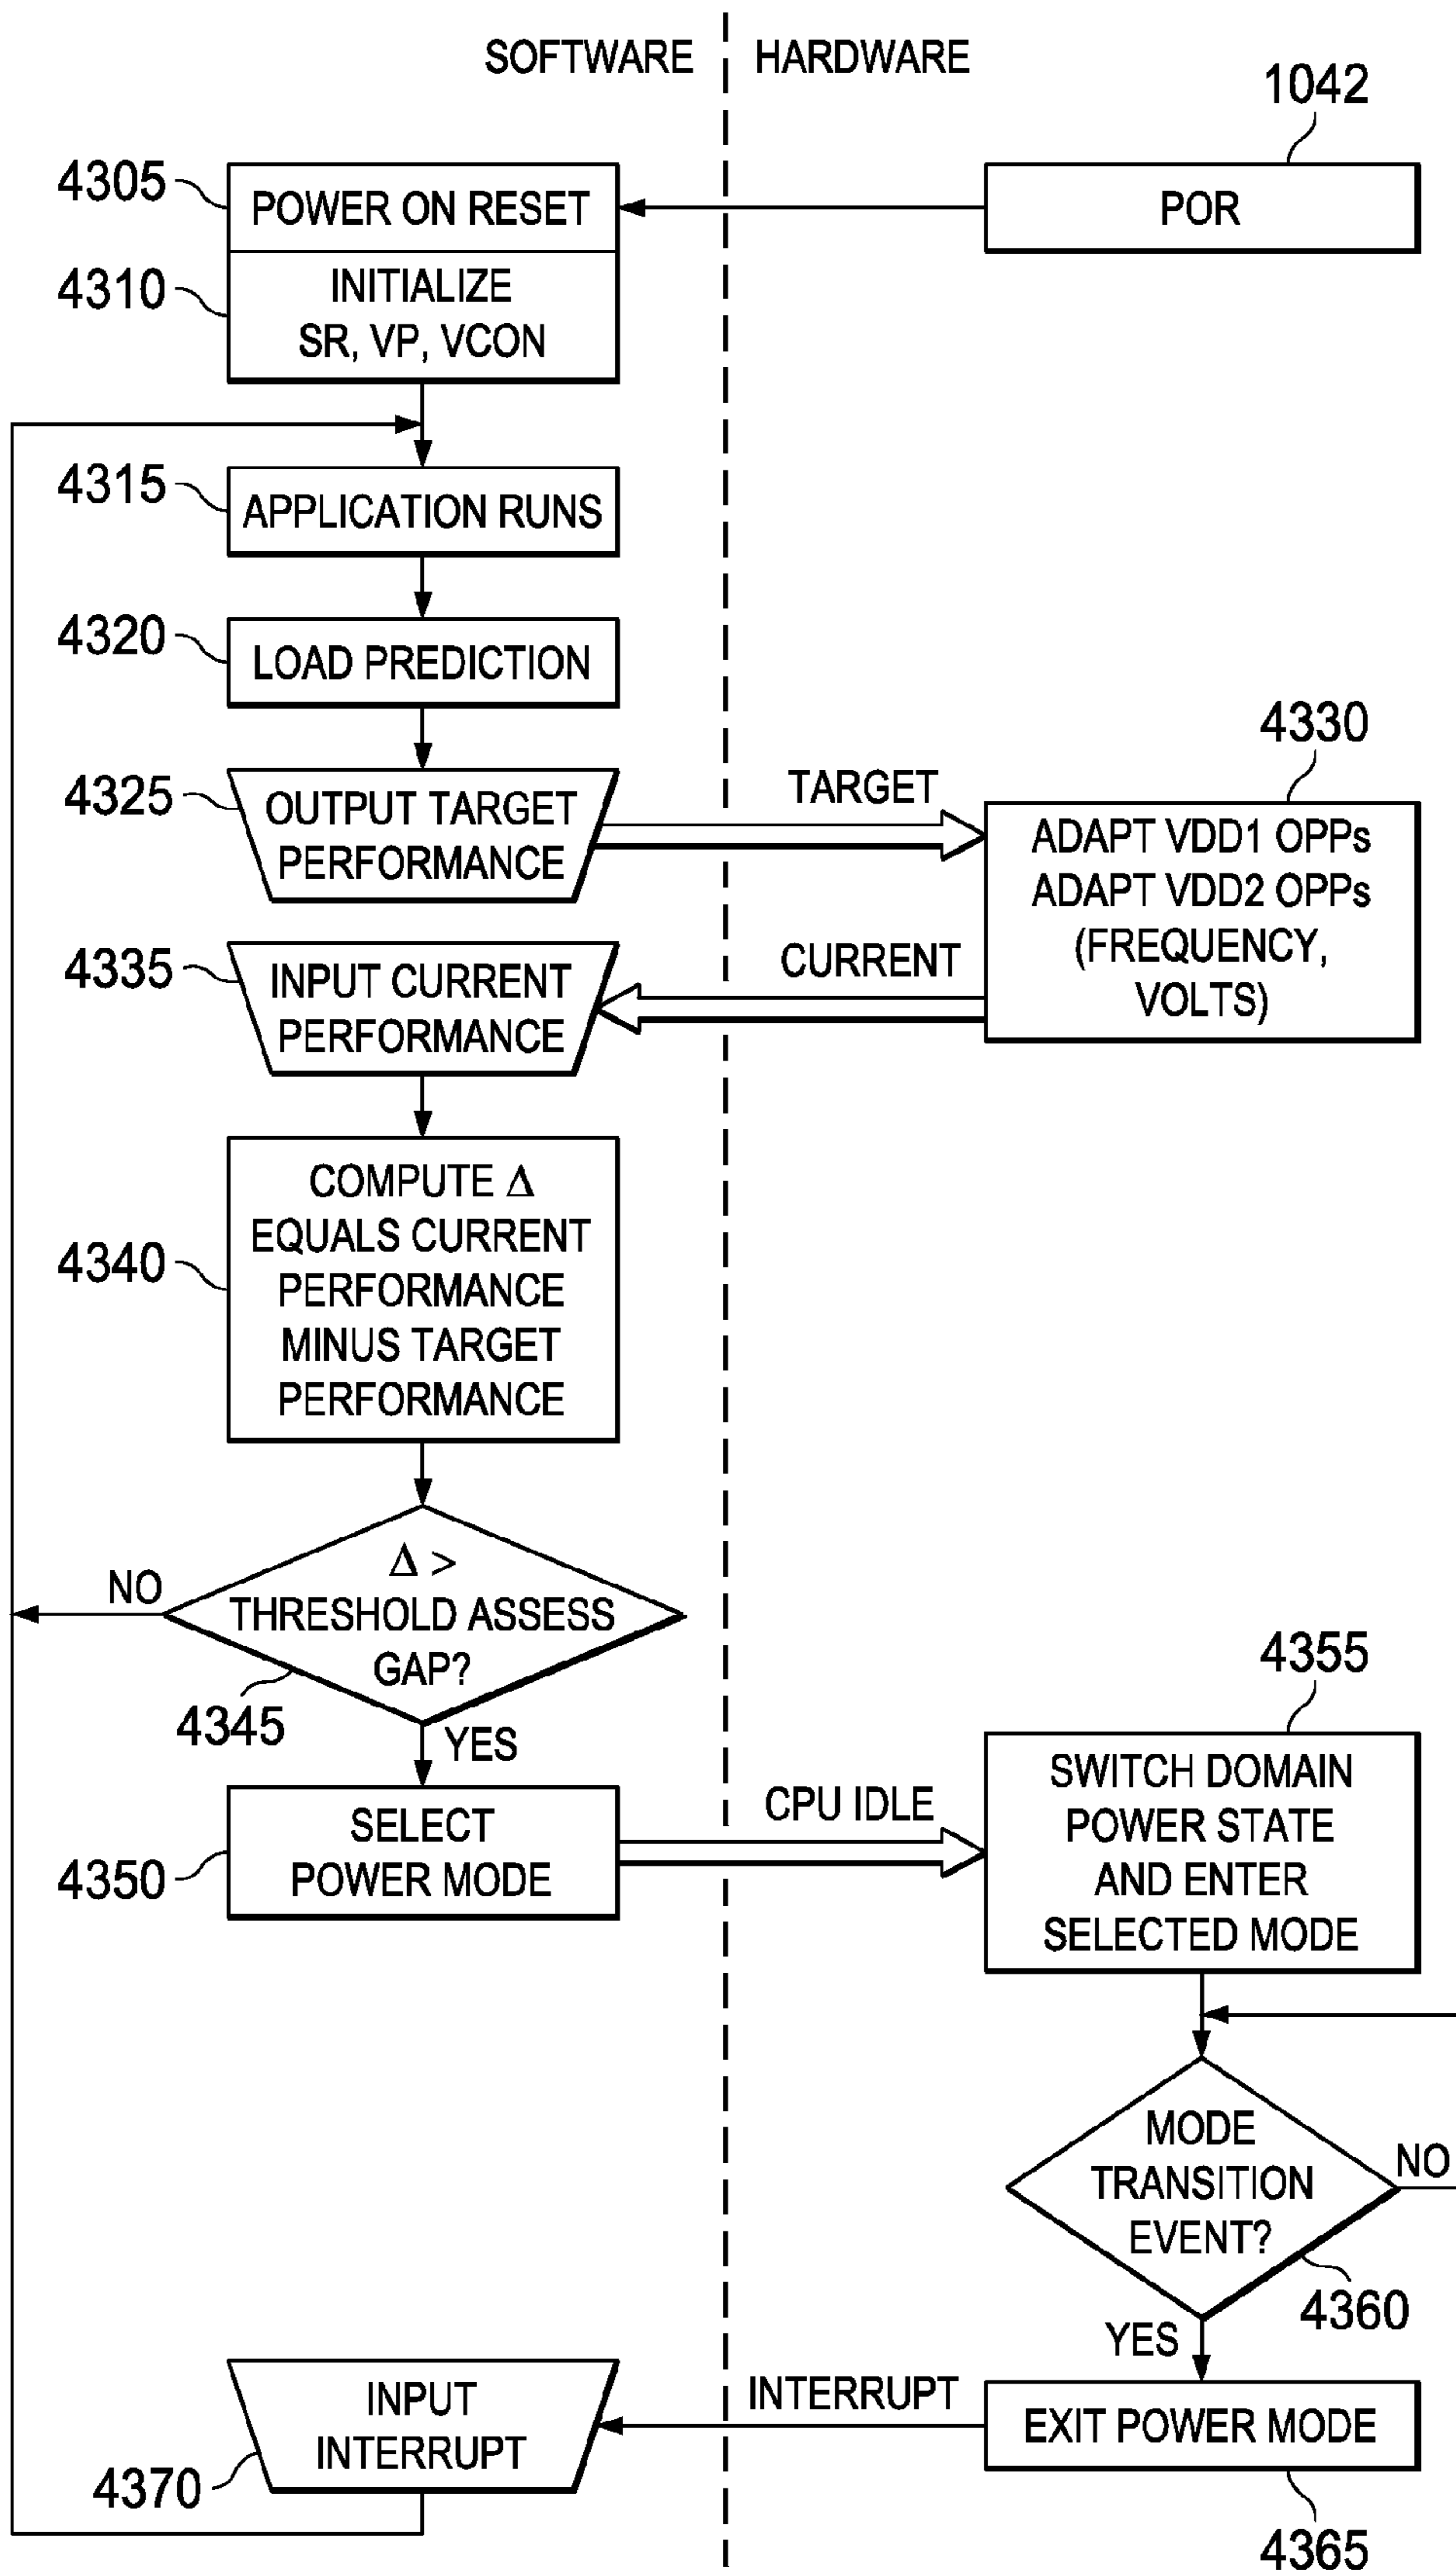 SOFTWARE
HARDWARE
1042
4305
POWER ON RESET
POR
4310
INITIALIZE
SR, VP, VCON
4315
APPLICATION RUNS
4320
LOAD PREDICTION
4325
OUTPUT TARGET
PERFORMANCE
TARGET
4330
ADAPT VDD1 OPPs
ADAPT VDD2 OPPs
(FREQUENCY,
VOLTS)
4335
INPUT CURRENT
PERFORMANCE
CURRENT
4340
COMPUTE Δ
EQUALS CURRENT
PERFORMANCE
MINUS TARGET
PERFORMANCE
NO
Δ >
THRESHOLD ASSESS
GAP?
4345
YES
4350
SELECT
POWER MODE
CPU IDLE
4355
SWITCH DOMAIN
POWER STATE
AND ENTER
SELECTED MODE
MODE
TRANSITION
EVENT?
NO
4360
YES
EXIT POWER MODE
4365
INTERRUPT
INPUT
INTERRUPT
4370